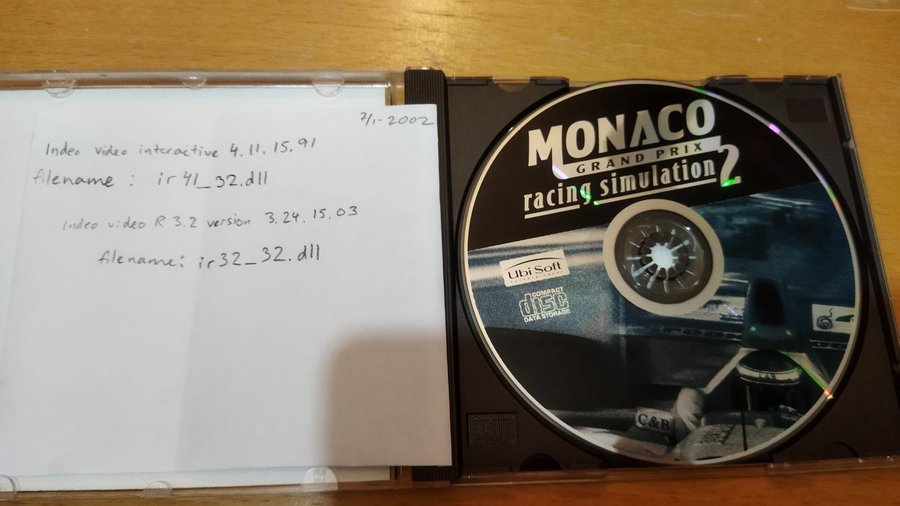 7/1-2002
Indeo video interactive 4.11.15.91
filename : ir41_32.dll
Indeo video R 3.2 version 3.24.15.03
filename: ir32_32.dll
MONACO
GRAND PRIX
racing simulation 2
Ubi Soft
COMPACT
disc
DATA STORAGE
C&B